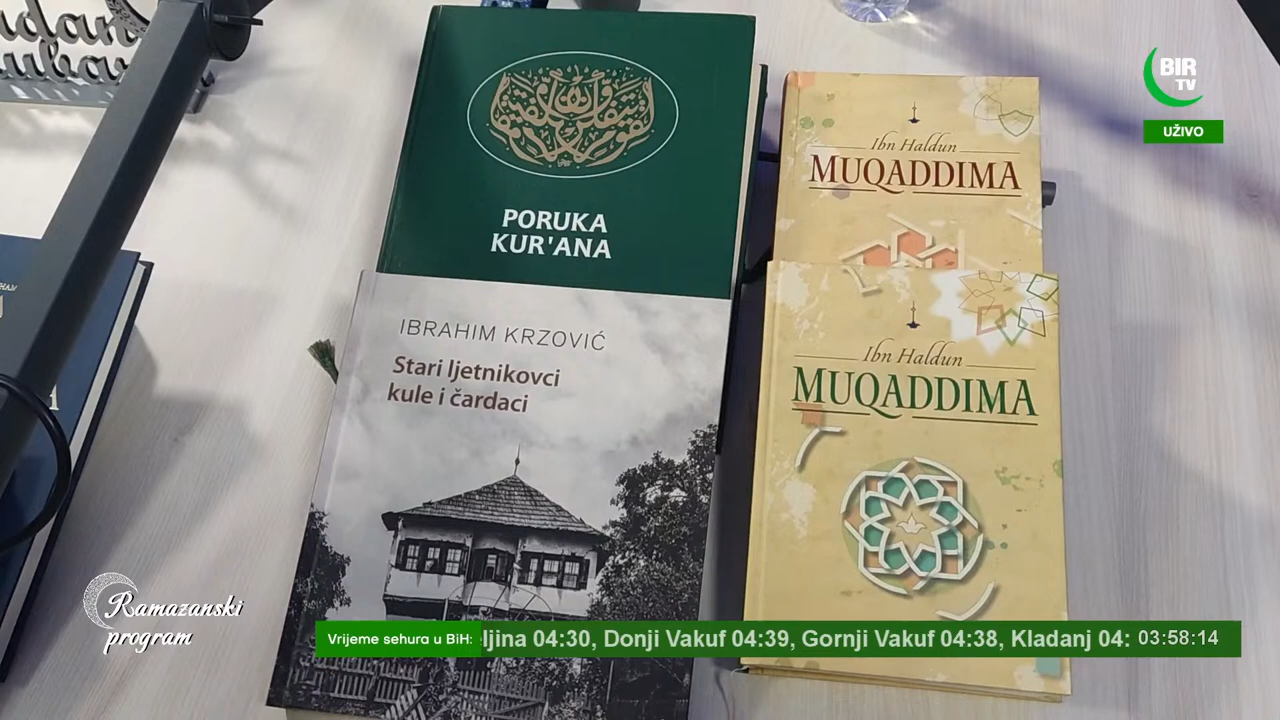 BIR
TV
UŽIVO
PORUKA
KUR'ANA
IBRAHIM KRZOVIĆ
Stari ljetnikovci
kule i čardaci
Ibn Haldun
MUQADDIMA
Ibn Haldun
MUQADDIMA
Ramazanski
program
Vrijeme sehura u BiH: ljina 04:30, Donji Vakuf 04:39, Gornji Vakuf 04:38, Kladanj 04: 03:58:14